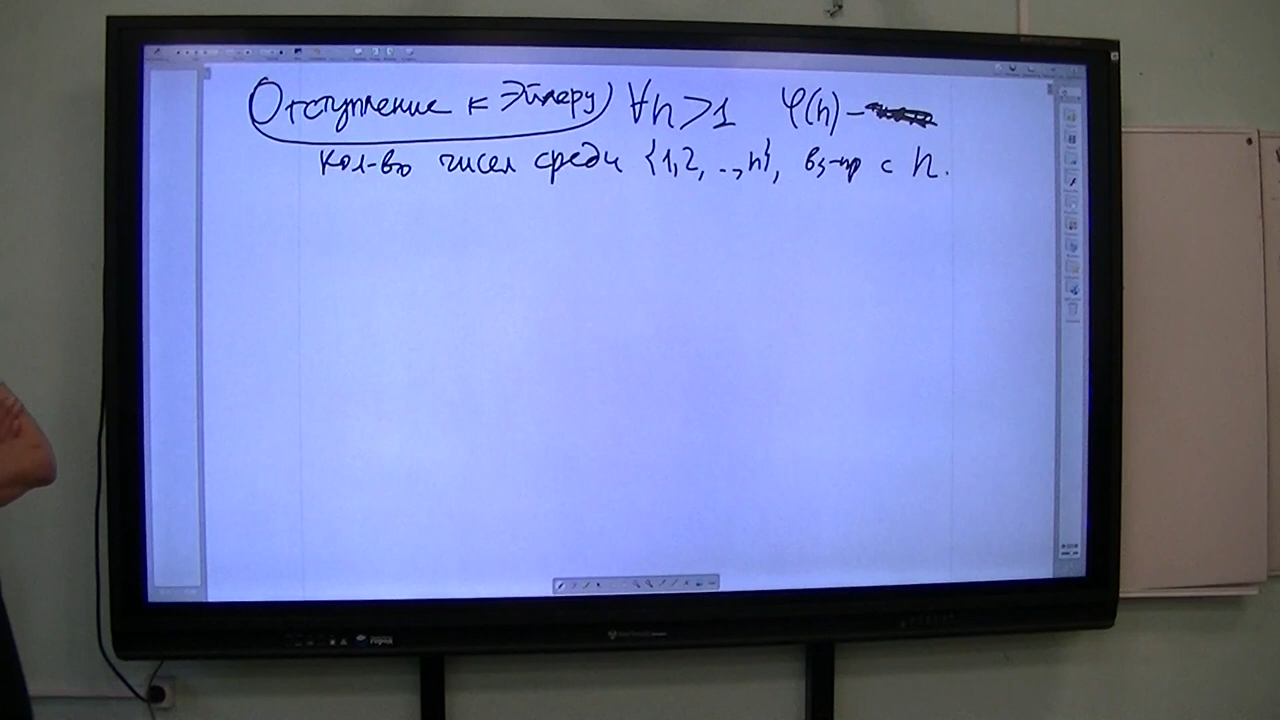 Отступление к Эйлеру) ∀n>1 φ(n) –
кол-во чисел среди {1,2, .., n}, вз-пр с n.